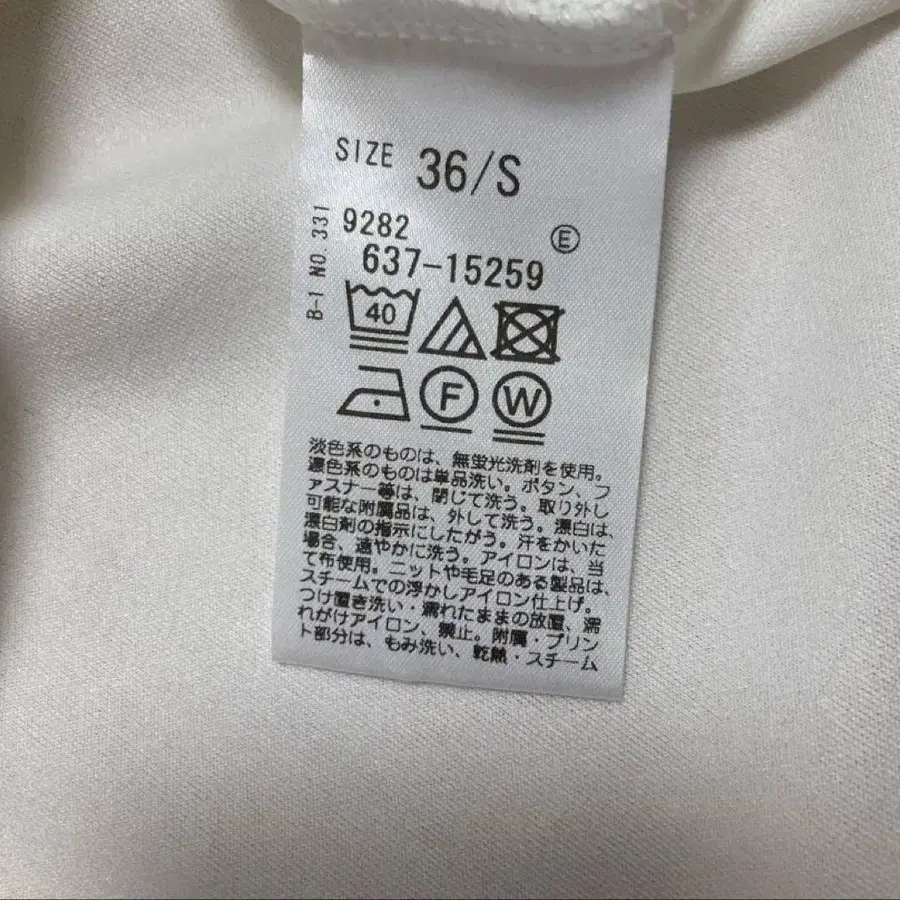 SIZE 36/S
B-1 NO. 331
9282
637-15259
E
40
F
W
淡色系のものは、無蛍光洗剤を使用。
濃色系のものは単品洗い。ボタン、フ
ァスナー等は、閉じて洗う。取り外し
可能な附属品は、外して洗う。漂白は、
漂白剤の指示にしたがう。汗をかいた
場合、速やかに洗う。アイロンは、当
て布使用。ニットや毛足のある製品は、
スチームでの浮かしアイロン仕上げ。
つけ置き洗い・濡れたままの放置、濡
れがけアイロン、禁止。附属・プリン
ト部分は、もみ洗い、乾熱・スチーム